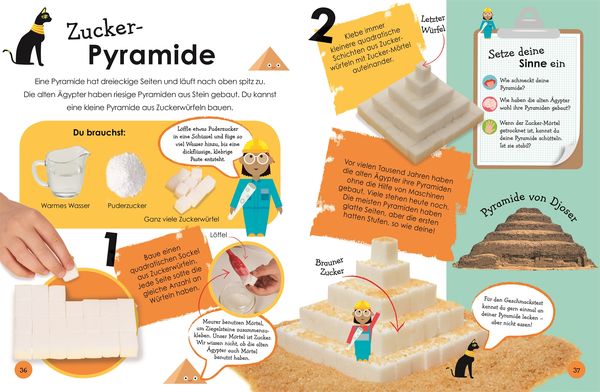 Zucker-
Pyramide
Eine Pyramide hat dreieckige Seiten und läuft nach oben spitz zu.
Die alten Ägypter haben riesige Pyramiden aus Stein gebaut. Du kannst
eine kleine Pyramide aus Zuckerwürfeln bauen.
Du brauchst:
Warmes Wasser
Puderzucker
Ganz viele Zuckerwürfel
Löffle etwas Puderzucker
in eine Schüssel und füge so
viel Wasser hinzu, bis eine
dickflüssige, klebrige
Paste entsteht.
1
Baue einen
quadratischen Sockel
aus Zuckerwürfeln.
Jede Seite sollte die
gleiche Anzahl an
Würfeln haben.
Löffel
Maurer benutzen Mörtel,
um Ziegelsteine zusammenzu-
kleben. Unser Mörtel ist Zucker.
Wir wissen nicht, ob die alten
Ägypter auch Mörtel
benutzt haben.
36
2
Klebe immer
kleinere quadratische
Schichten aus Zucker-
würfeln mit Zucker-Mörtel
aufeinander.
Letzter
Würfel
Vor vielen Tausend Jahren haben
die alten Ägypter ihre Pyramiden
ohne die Hilfe von Maschinen
gebaut. Viele stehen heute noch.
Die meisten Pyramiden haben
glatte Seiten, aber die ersten
hatten Stufen, so wie deine!
Brauner
Zucker
Setze deine
Sinne ein
Wie schmeckt deine
Pyramide?
Wie haben die alten Ägypter
wohl ihre Pyramiden gebaut?
Wenn der Zucker-Mörtel
getrocknet ist, kannst du
deine Pyramide schütteln.
Ist sie stabil?
Pyramide von Djoser
Für den Geschmackstest
kannst du gern einmal an
deiner Pyramide lecken –
aber nicht essen!
37